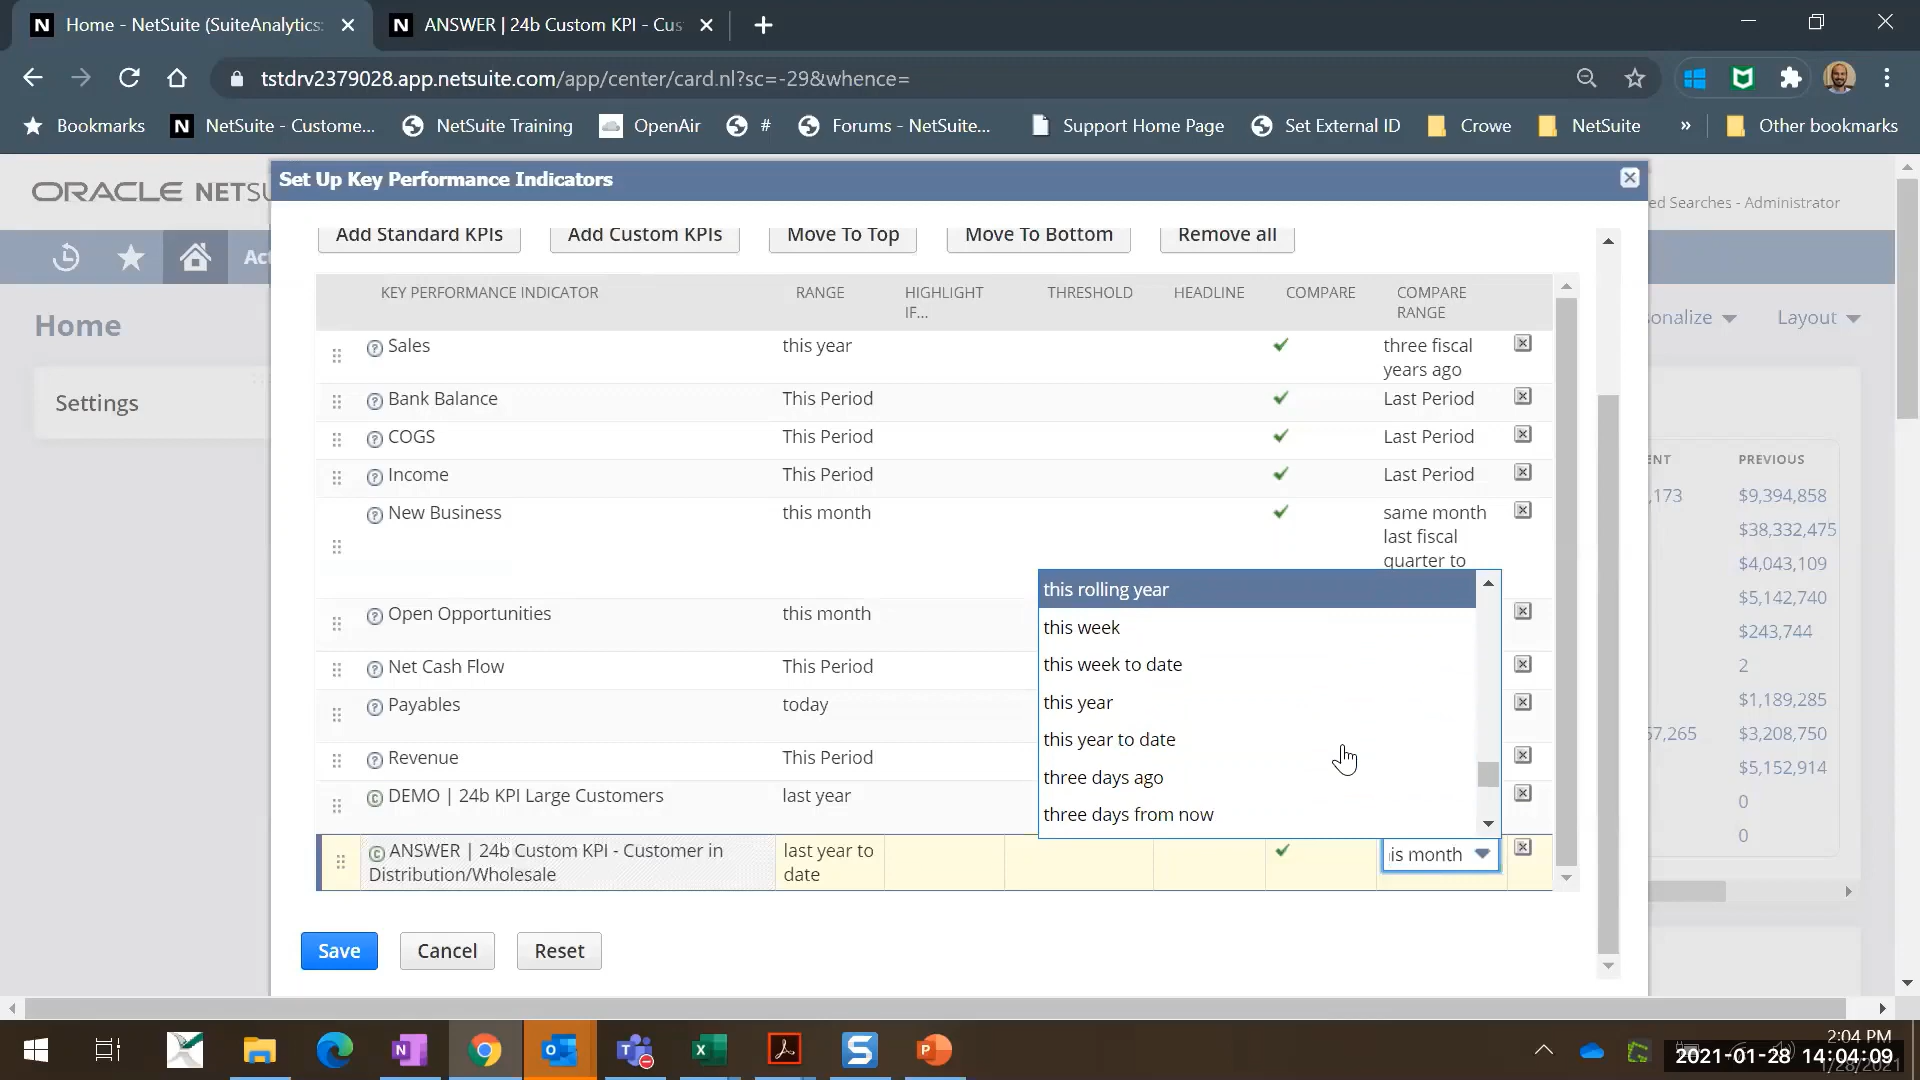 Home - NetSuite (SuiteAnalytics:
ANSWER | 24b Custom KPI - Cus
tstdrv2379028.app.netsuite.com/app/center/card.nl?sc=-29&whence=
Bookmarks
NetSuite - Custome...
NetSuite Training
OpenAir
#
Forums - NetSuite...
Support Home Page
Set External ID
Crowe
NetSuite
»
Other bookmarks
Set Up Key Performance Indicators
ORACLE NETSU
ed Searches - Administrator
Act
Home
sonalize
Layout
Settings
Add Standard KPIs
Add Custom KPIs
Move To Top
Move To Bottom
Remove all
KEY PERFORMANCE INDICATOR
RANGE
HIGHLIGHT
IF...
THRESHOLD
HEADLINE
COMPARE
COMPARE
RANGE
Sales
this year
three fiscal
years ago
Bank Balance
This Period
Last Period
COGS
This Period
Last Period
Income
This Period
Last Period
New Business
this month
same month
last fiscal
quarter to
Open Opportunities
this month
Net Cash Flow
This Period
Payables
today
Revenue
This Period
DEMO | 24b KPI Large Customers
last year
ANSWER | 24b Custom KPI - Customer in
Distribution/Wholesale
last year to
date
is month
this rolling year
this week
this week to date
this year
this year to date
three days ago
three days from now
ENT
PREVIOUS
,173
$9,394,858
$38,332,475
$4,043,109
$5,142,740
$243,744
2
$1,189,285
57,265
$3,208,750
$5,152,914
0
0
Save
Cancel
Reset
2:04 PM
2021-01-28 14:04:09
1/28/2021